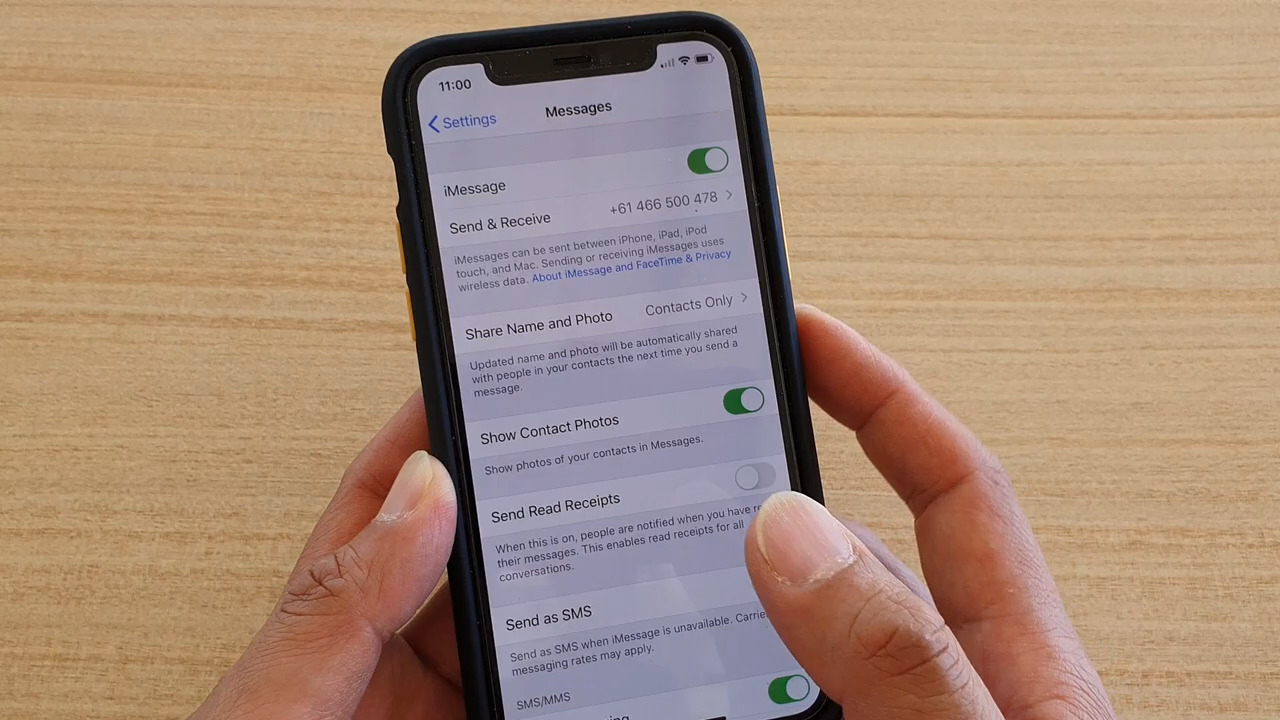 11:00
Settings
Messages
iMessage
Send & Receive +61 466 500 478
iMessages can be sent between iPhone, iPad, iPod
touch, and Mac. Sending or receiving iMessages uses
wireless data. About iMessage and FaceTime & Privacy
Share Name and Photo Contacts Only
Updated name and photo will be automatically shared
with people in your contacts the next time you send a
message.
Show Contact Photos
Show photos of your contacts in Messages.
Send Read Receipts
When this is on, people are notified when you have
their messages. This enables read receipts for all
conversations.
Send as SMS
Send as SMS when iMessage is unavailable.
messaging rates may apply.
SMS/MMS